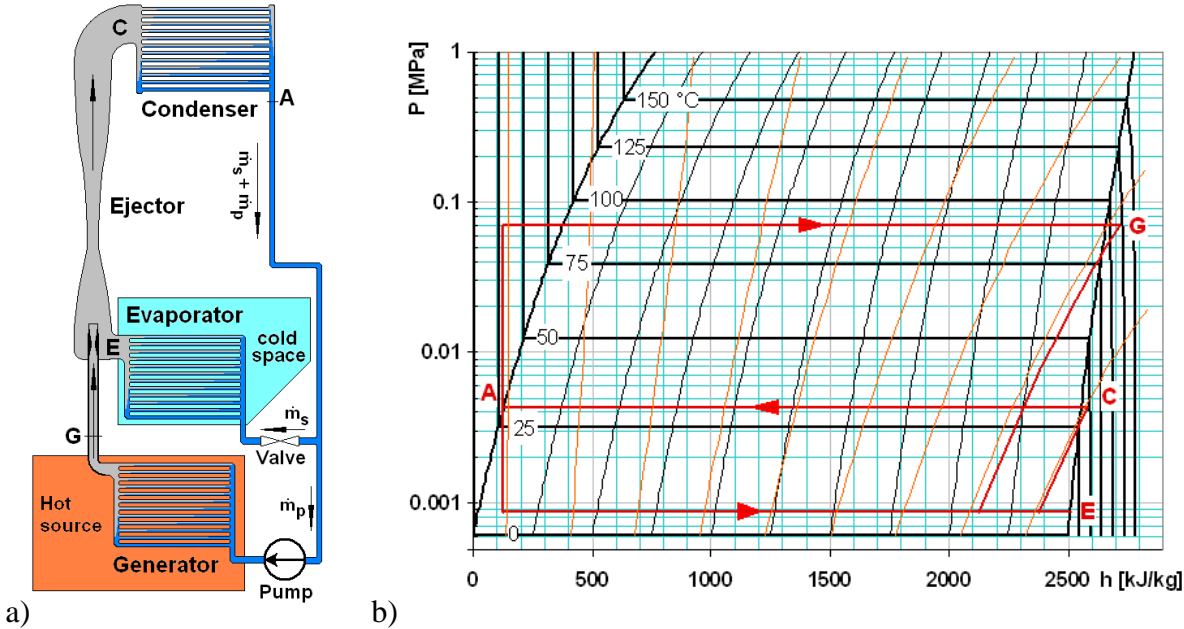 a)
C
Condenser
A
ṁs + ṁp
Ejector
Evaporator
E
cold
space
ṁs
G
Valve
Hot
source
ṁp
Generator
Pump
b)
P [MPa]
1
0.1
0.01
0.001
150 °C
125
100
75
50
25
0
G
A
C
E
0
500
1000
1500
2000
2500
h [kJ/kg]